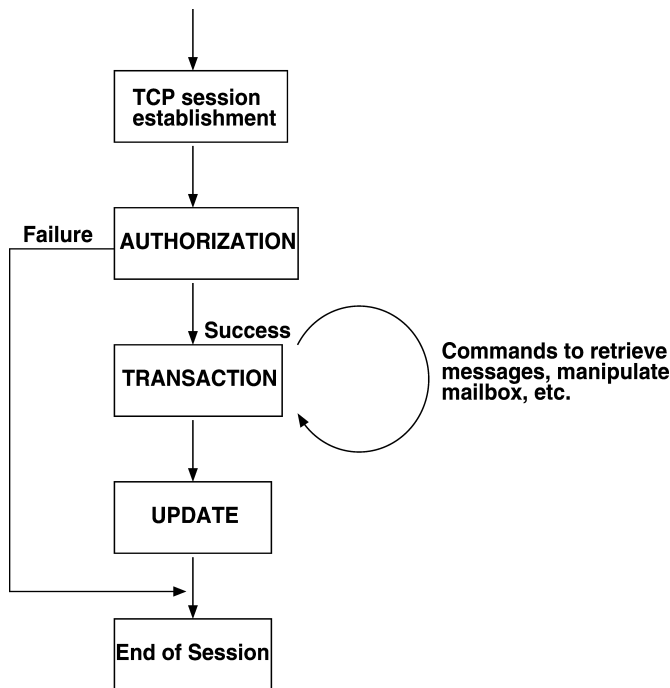 TCP session
establishment
Failure
AUTHORIZATION
Success
TRANSACTION
Commands to retrieve
messages, manipulate
mailbox, etc.
UPDATE
End of Session